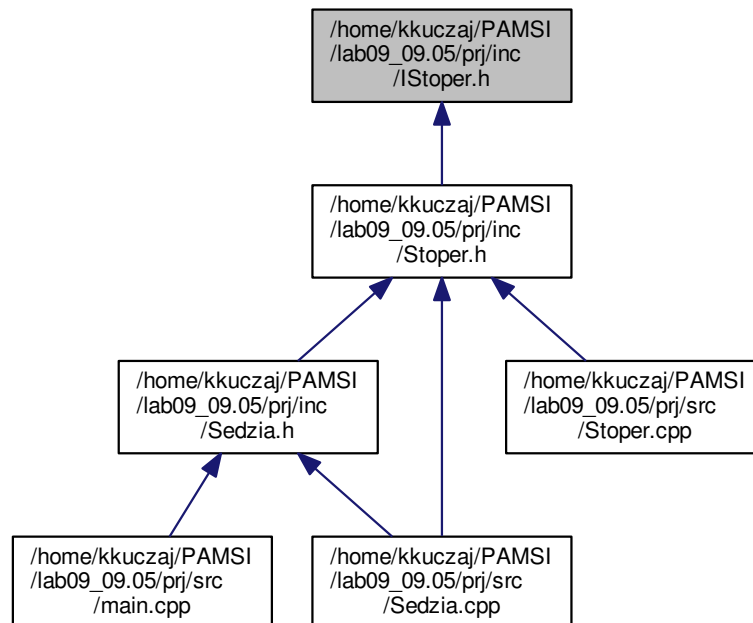 /home/kkuczaj/PAMSI
/lab09_09.05/prj/inc
/IStoper.h
/home/kkuczaj/PAMSI
/lab09_09.05/prj/inc
/Stoper.h
/home/kkuczaj/PAMSI
/lab09_09.05/prj/inc
/Sedzia.h
/home/kkuczaj/PAMSI
/lab09_09.05/prj/src
/Stoper.cpp
/home/kkuczaj/PAMSI
/lab09_09.05/prj/src
/main.cpp
/home/kkuczaj/PAMSI
/lab09_09.05/prj/src
/Sedzia.cpp